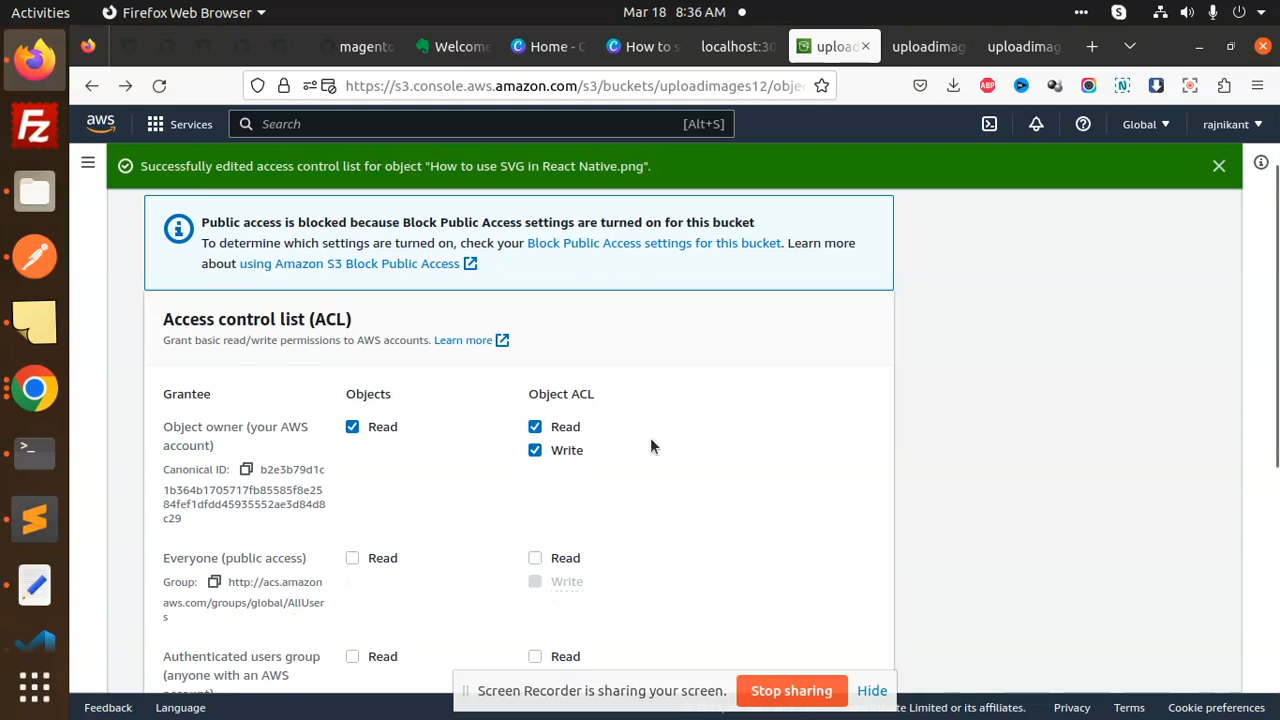 Activities
Firefox Web Browser
Mar 18 8:36 AM
magento
Welcome
Home - C
How to s
localhost:30
upload
uploadimag
uploadimag
https://s3.console.aws.amazon.com/s3/buckets/uploadimages12/obje
ABP
aws
Services
Search
[Alt+S]
Global
rajnikant
Successfully edited access control list for object "How to use SVG in React Native.png".
Public access is blocked because Block Public Access settings are turned on for this bucket
To determine which settings are turned on, check your Block Public Access settings for this bucket. Learn more
about using Amazon S3 Block Public Access
Access control list (ACL)
Grant basic read/write permissions to AWS accounts. Learn more
Grantee
Objects
Object ACL
Object owner (your AWS
account)
Read
Read
Write
Canonical ID: b2e3b79d1c
1b364b1705717fb85585f8e25
84fef1dfdd45935552ae3d84d8
c29
Everyone (public access)
Read
Read
Group: http://acs.amazon
Write
aws.com/groups/global/AllUser
s
Authenticated users group
Read
Read
(anyone with an AWS
Screen Recorder is sharing your screen.
Stop sharing
Hide
Feedback
Language
Limited or its affiliates.
Privacy
Terms
Cookie preferences